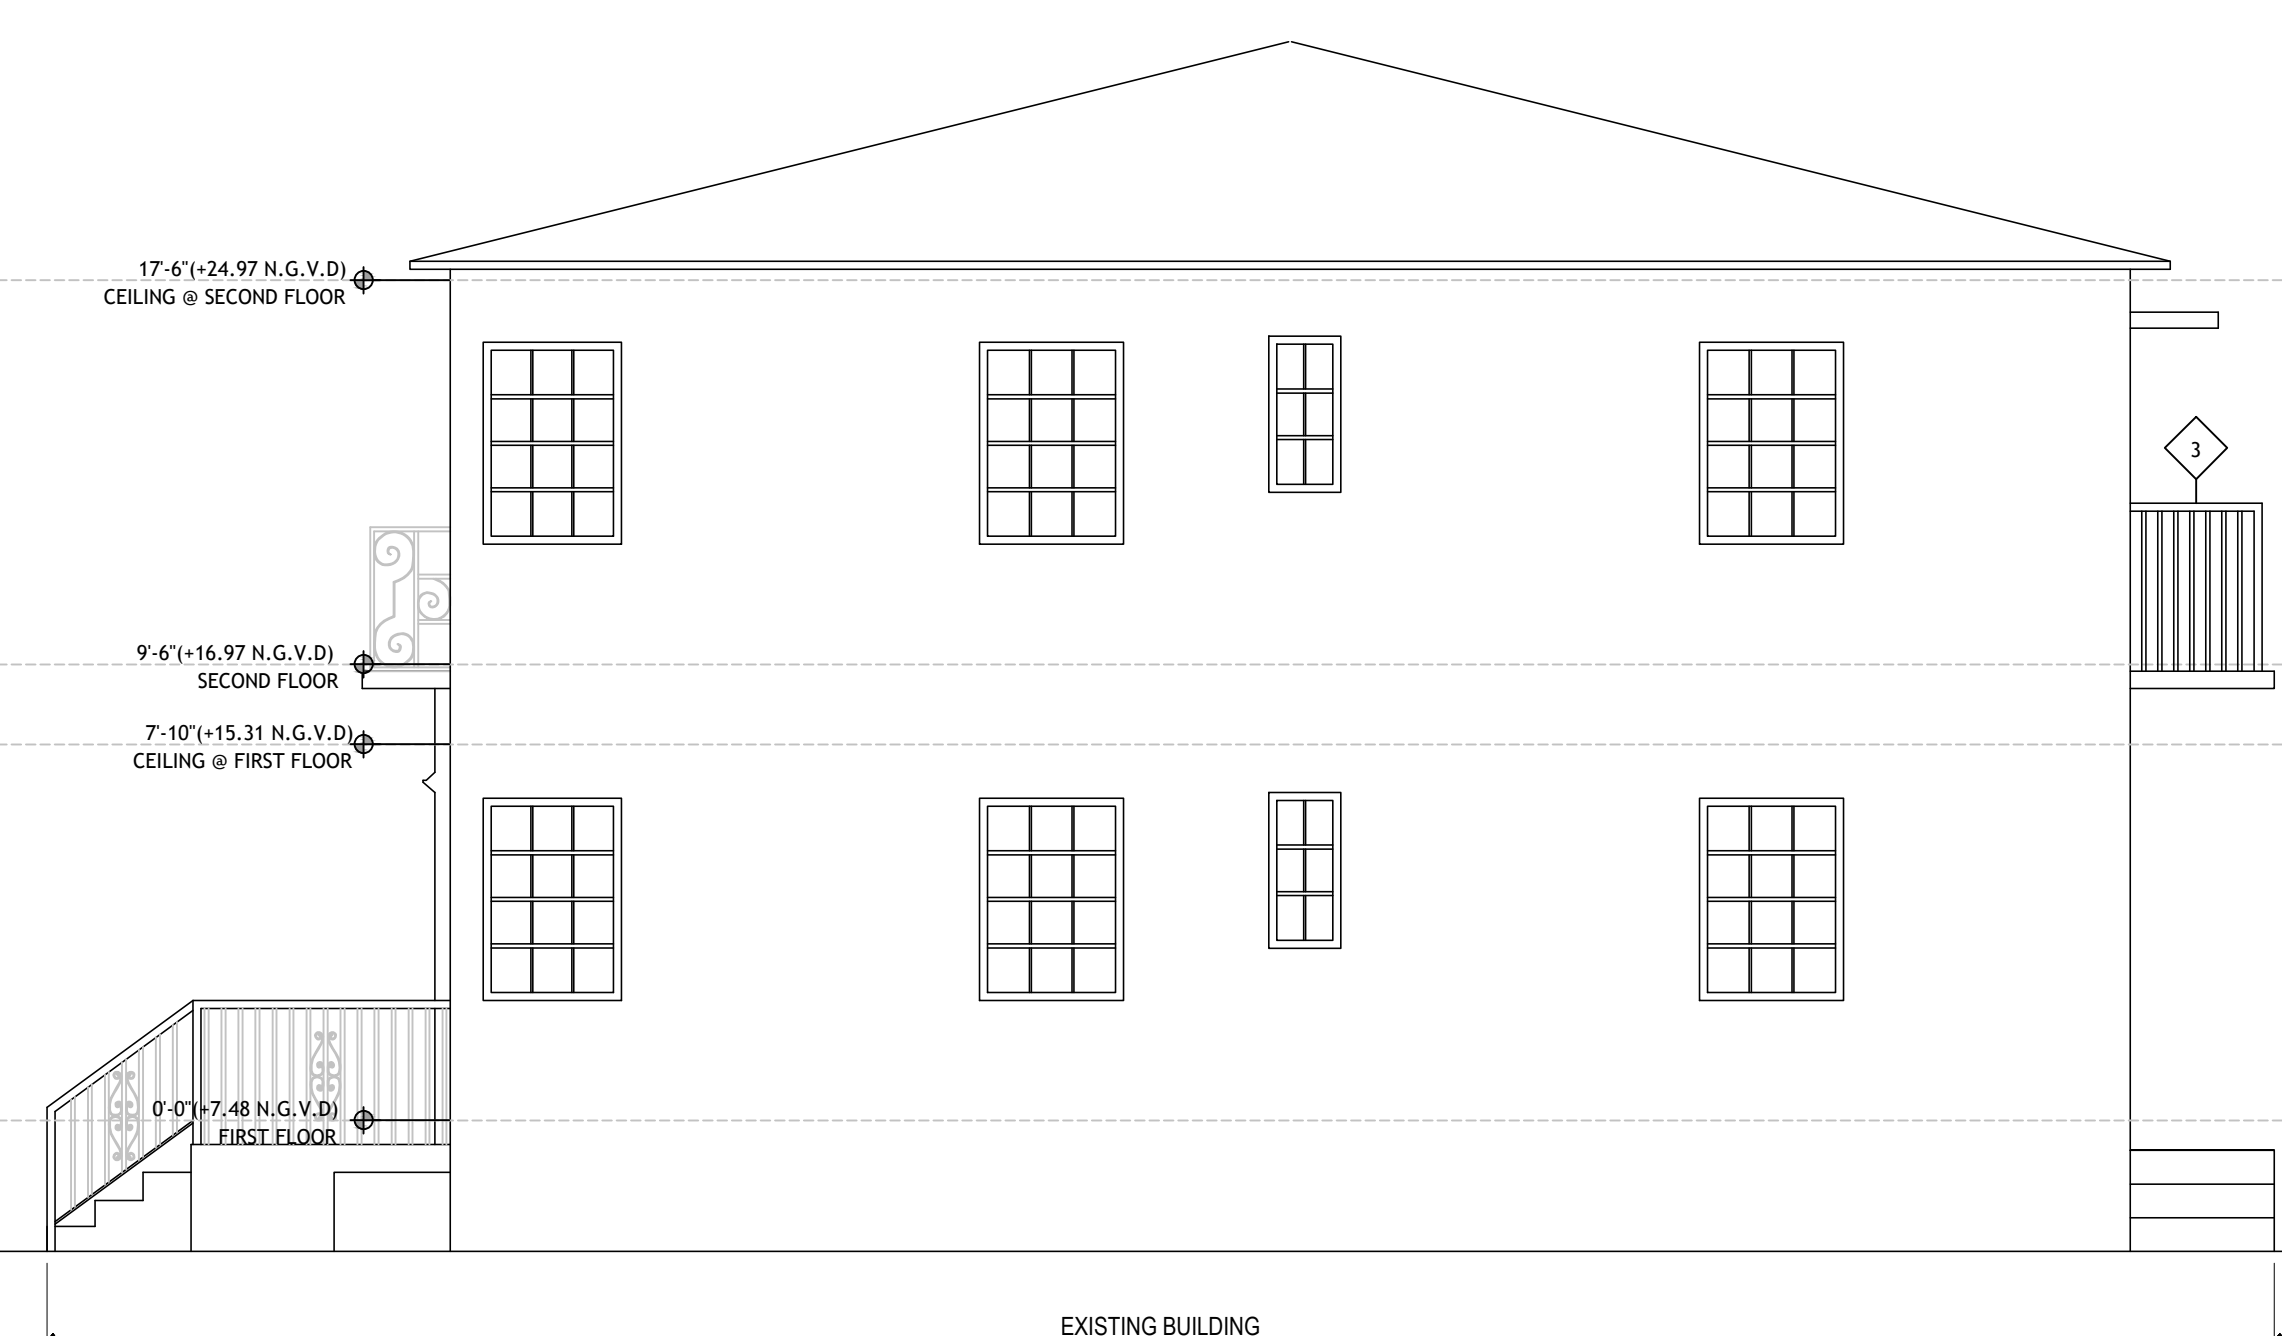 17'-6"(+24.97 N.G.V.D)
CEILING @ SECOND FLOOR
3
9'-6"(+16.97 N.G.V.D)
SECOND FLOOR
7'-10"(+15.31 N.G.V.D)
CEILING @ FIRST FLOOR
0'-0"(+7.48 N.G.V.D)
FIRST FLOOR
EXISTING BUILDING